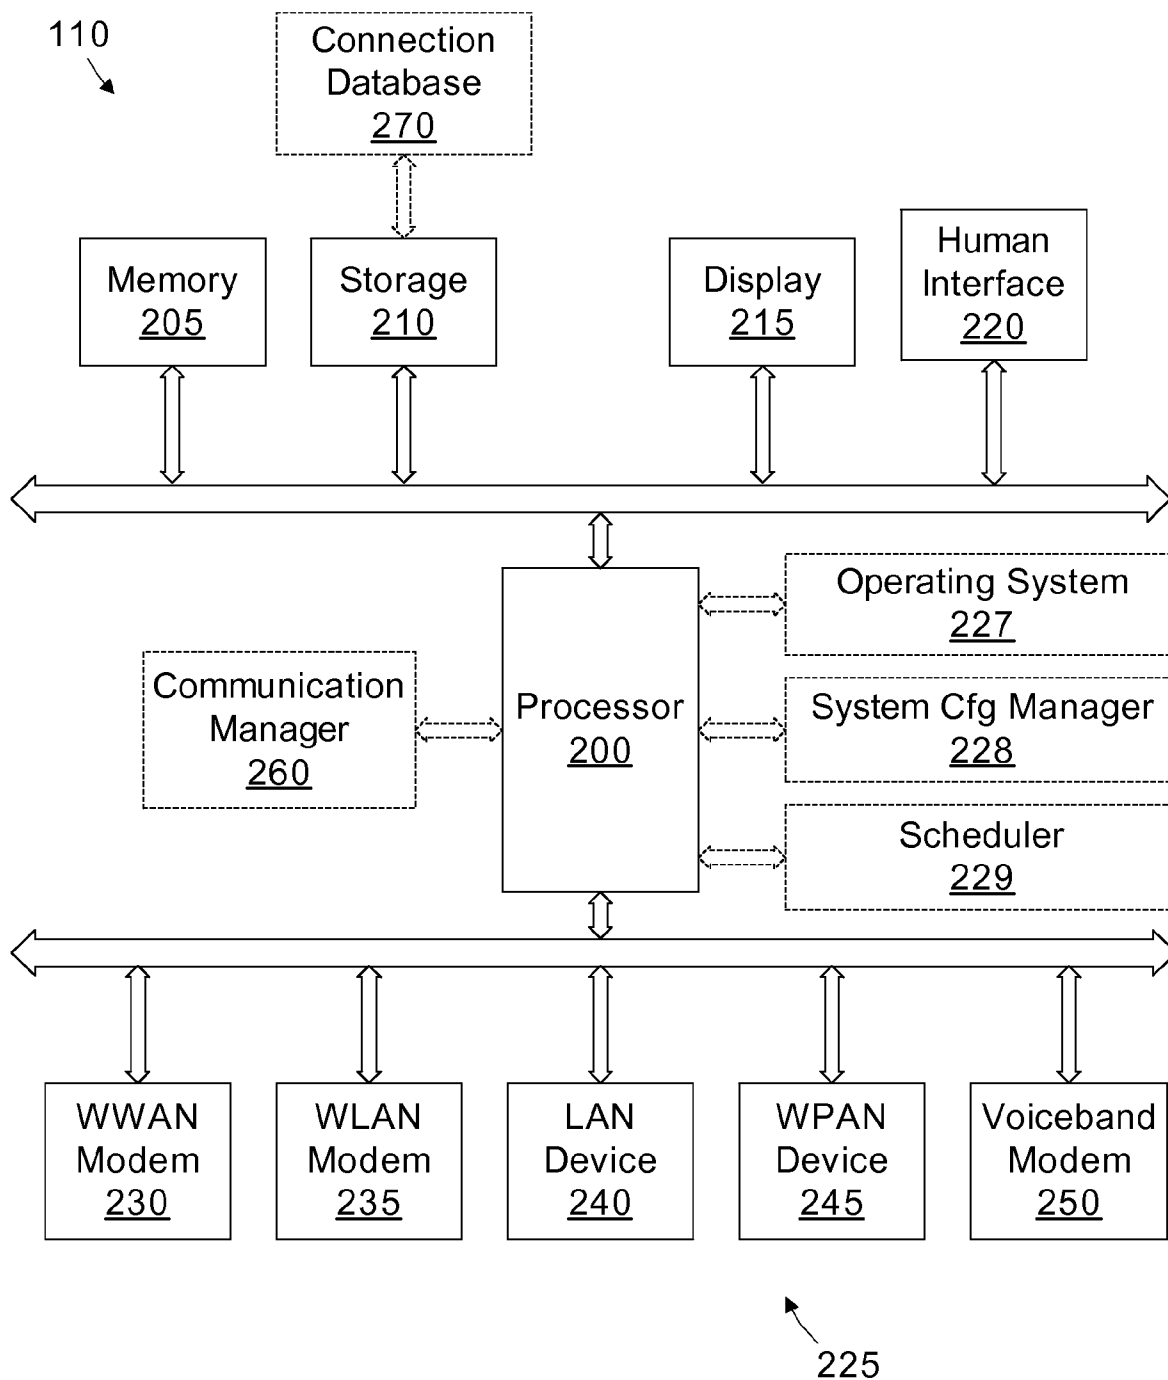 110
Connection
Database
270
Memory
205
Storage
210
Display
215
Human
Interface
220
Operating System
227
Communication
Manager
260
Processor
200
System Cfg Manager
228
Scheduler
229
WWAN
Modem
230
WLAN
Modem
235
LAN
Device
240
WPAN
Device
245
Voiceband
Modem
250
225